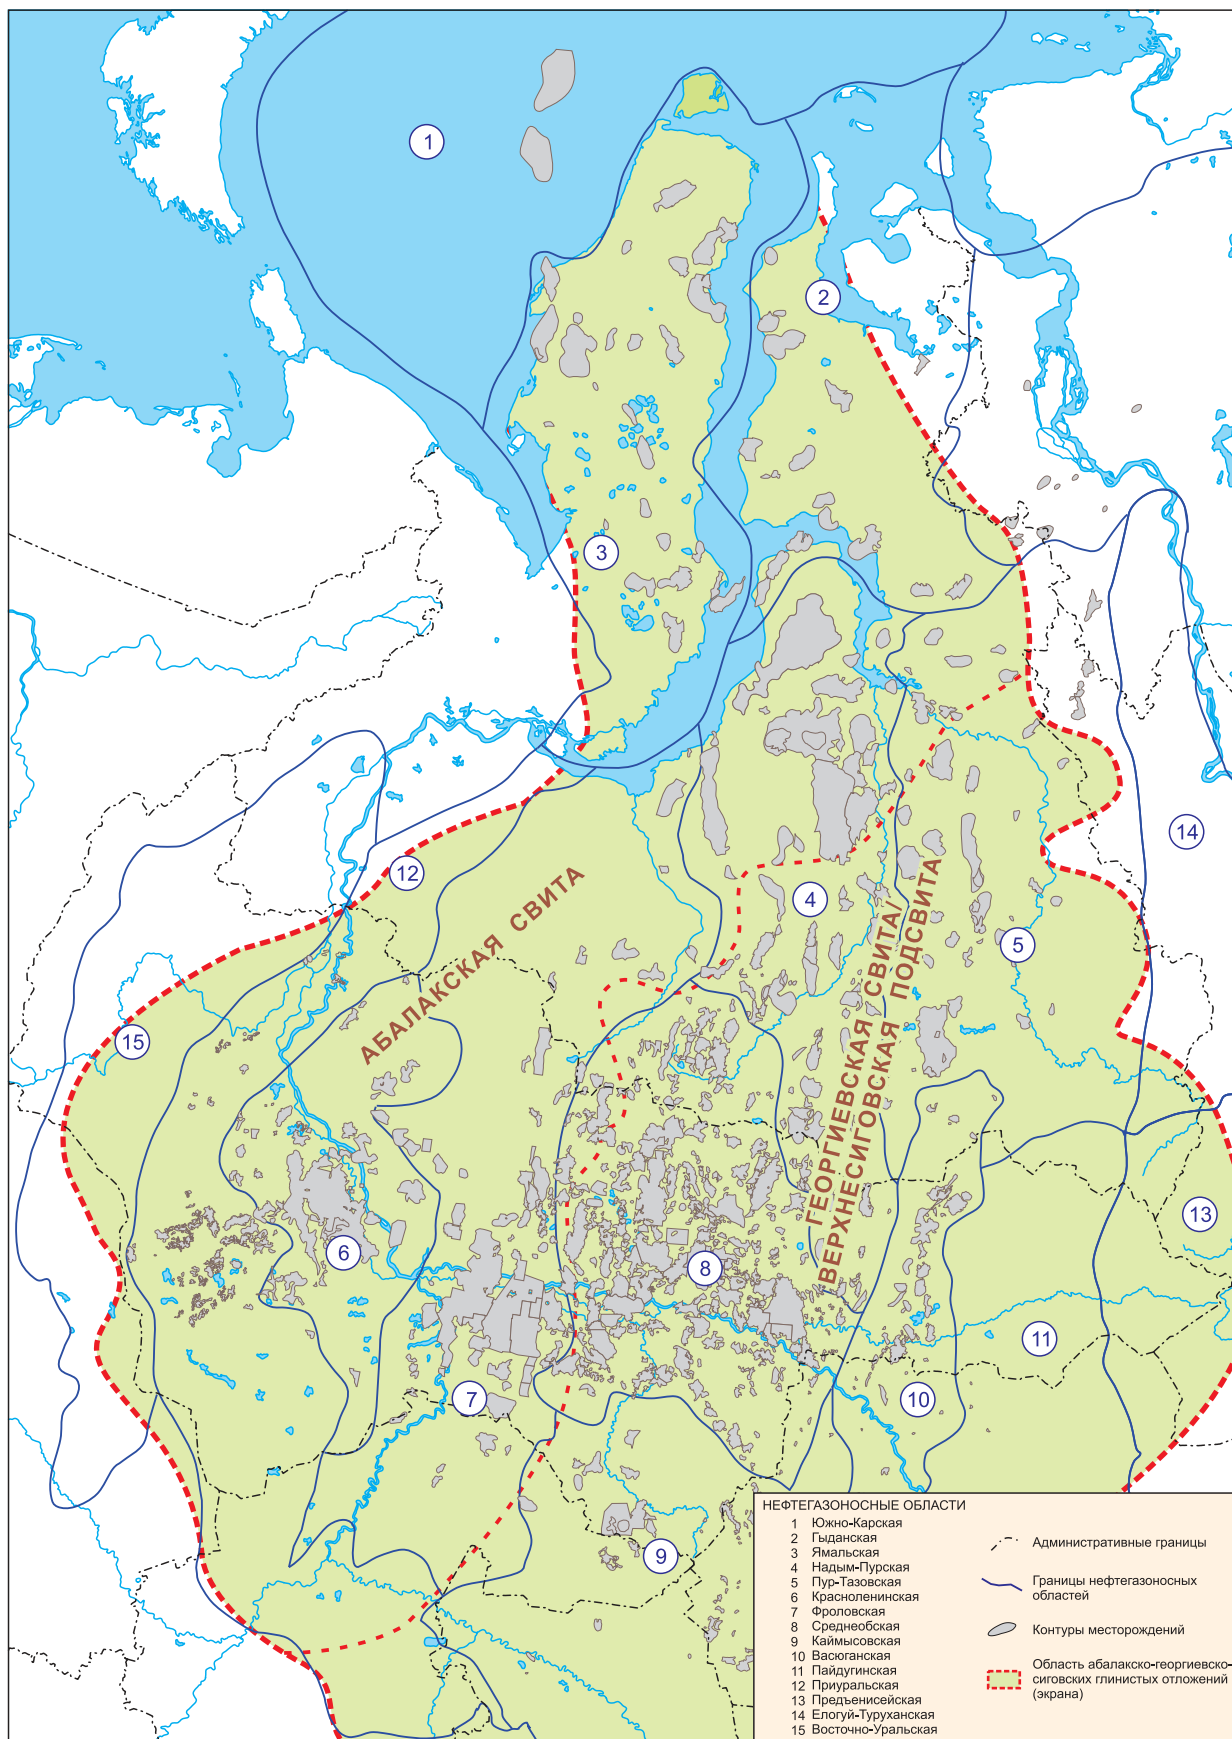 1
2
3
12
АБАЛАКСКАЯ СВИТА
4
ГЕОРГИЕВСКАЯ СВИТА/
ВЕРХНЕСИГОВСКАЯ ПОДСВИТА
5
14
15
6
8
13
11
7
10
9
НЕФТЕГАЗОНОСНЫЕ ОБЛАСТИ
1 Южно-Карская
2 Гыданская
3 Ямальская
4 Надым-Пурская
5 Пур-Тазовская
6 Красноленинская
7 Фроловская
8 Среднеобская
9 Каймысовская
10 Васюганская
11 Пайдугинская
12 Приуральская
13 Предъенисейская
14 Елогуй-Туруханская
15 Восточно-Уральская
Административные границы
Границы нефтегазоносных
областей
Контуры месторождений
Область абалакско-георгиевско-
сиговских глинистых отложений
(экрана)